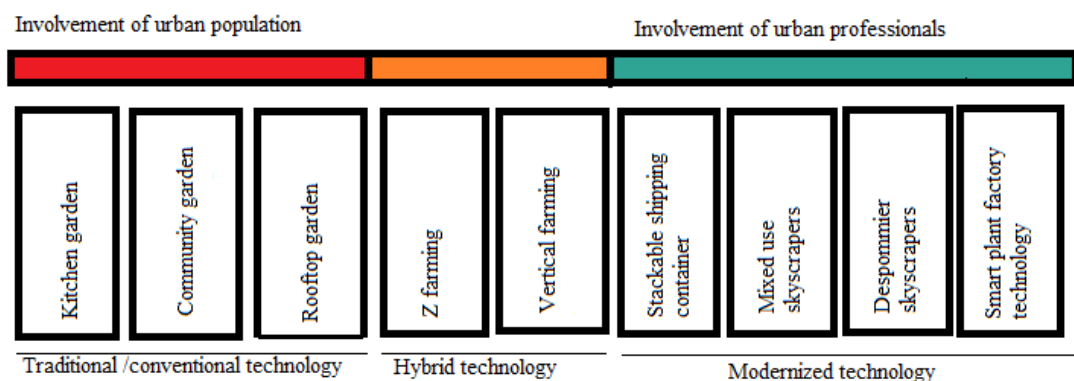 Involvement of urban population
Involvement of urban professionals
Kitchen garden
Community garden
Rooftop garden
Z farming
Vertical farming
Stackable shipping
container
Mixed use
skyscrapers
Despommier
skyscrapers
Smart plant factory
technology
Traditional /conventional technology
Hybrid technology
Modernized technology